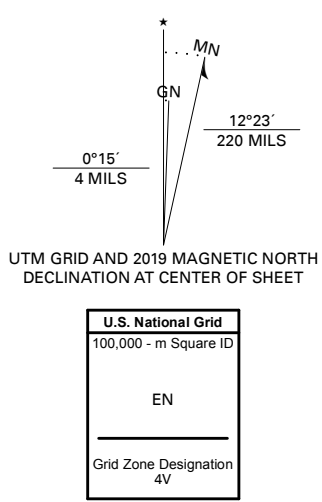 ★
MN
GN
12°23´
220 MILS
0°15´
4 MILS
UTM GRID AND 2019 MAGNETIC NORTH
DECLINATION AT CENTER OF SHEET
U.S. National Grid
100,000 - m Square ID
EN
Grid Zone Designation
4V